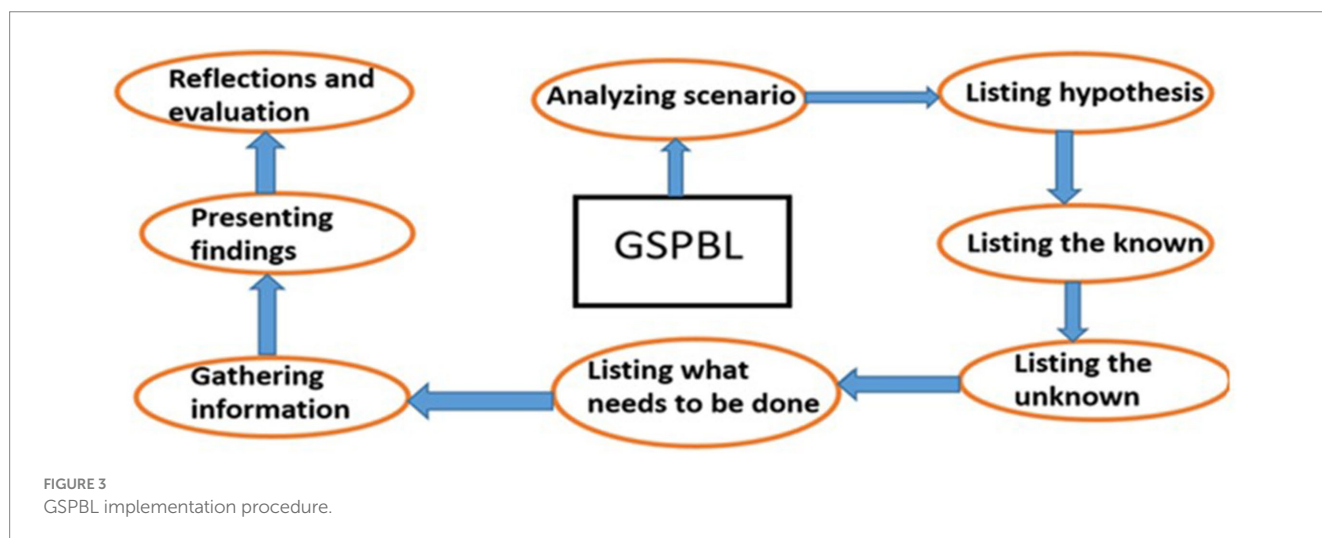 Reflections and
evaluation
Analyzing scenario
Listing hypothesis
Presenting
findings
GSPBL
Listing the known
Gathering
information
Listing what
needs to be done
Listing the
unknown
FIGURE 3
GSPBL implementation procedure.